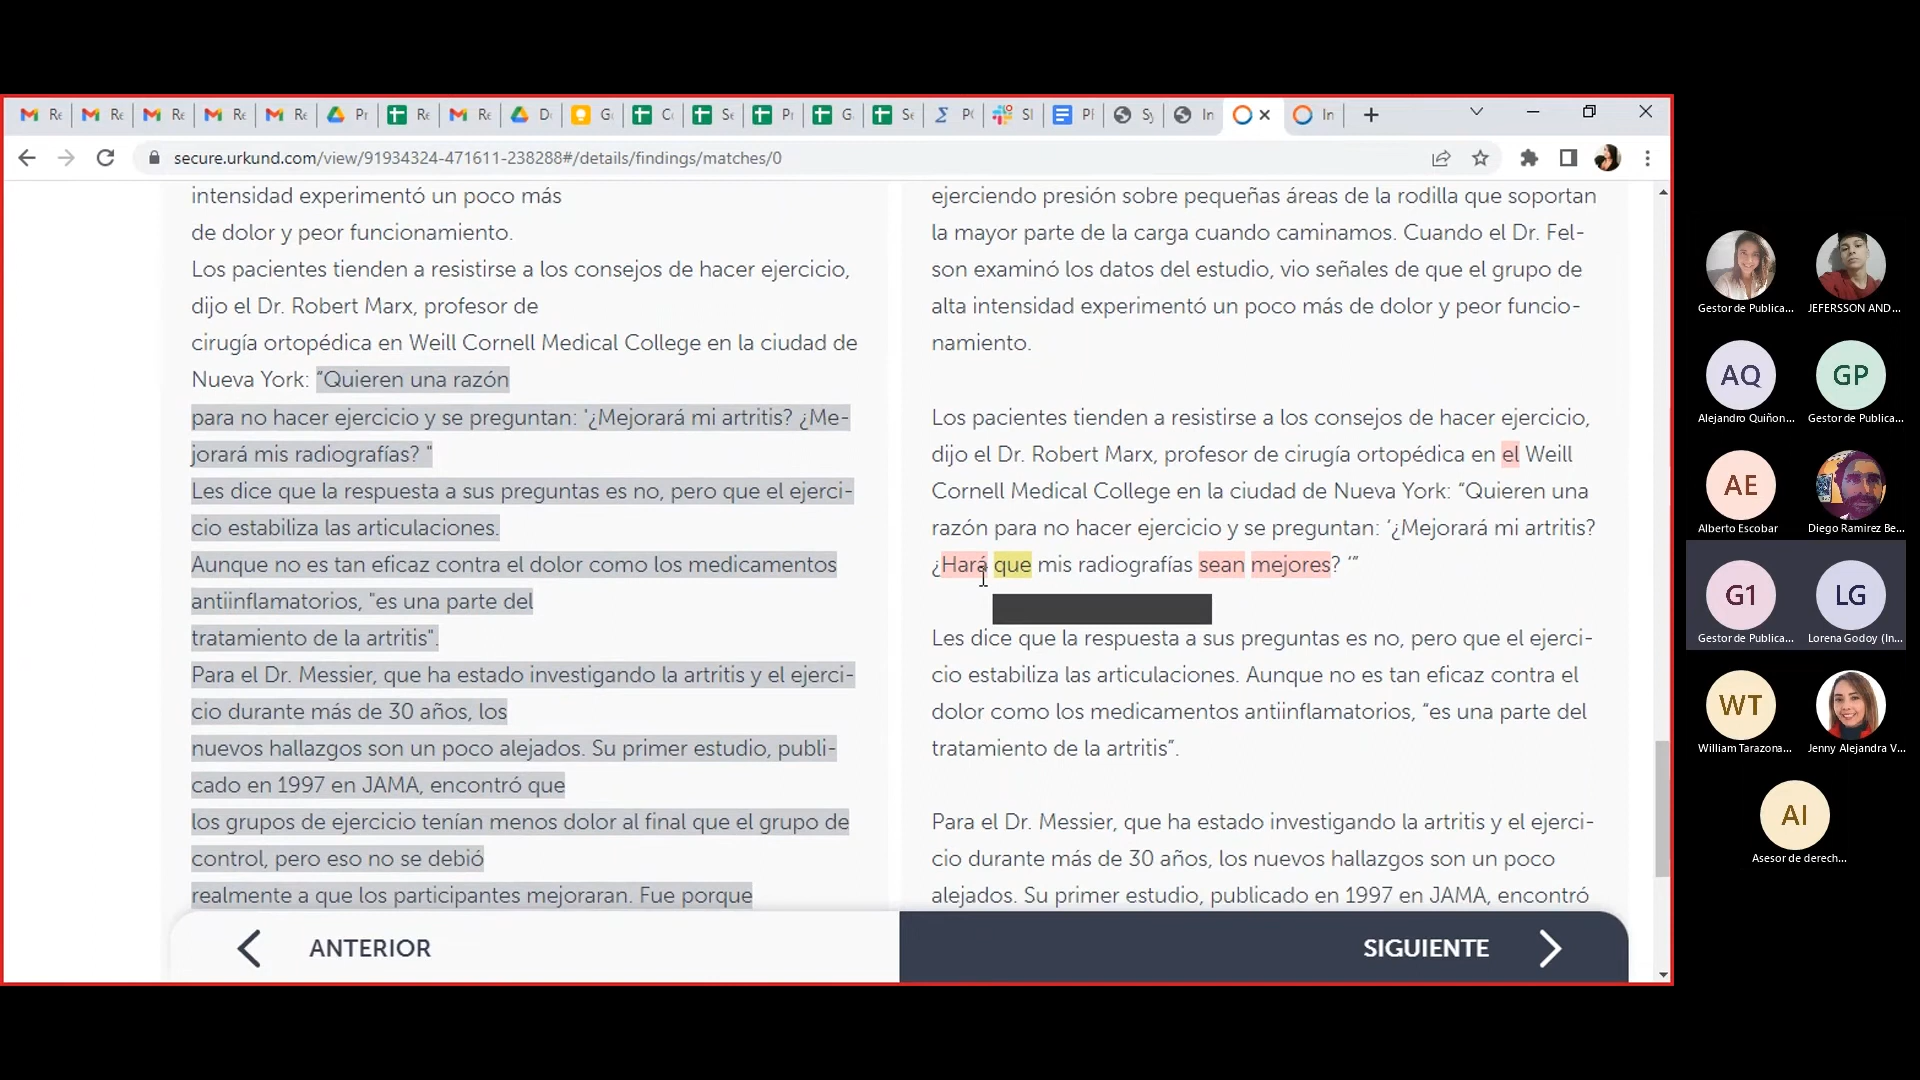 Re
Re
Re
Re
Re
Pr
Re
Re
D
G
C
Se
Pr
G
Se
P(
Sl
Pl
Sy
In
In
secure.urkund.com/view/91934324-471611-238288#/details/findings/matches/0
intensidad experimentó un poco más
de dolor y peor funcionamiento.
Los pacientes tienden a resistirse a los consejos de hacer ejercicio,
dijo el Dr. Robert Marx, profesor de
cirugía ortopédica en Weill Cornell Medical College en la ciudad de
Nueva York: “Quieren una razón
para no hacer ejercicio y se preguntan: '¿Mejorará mi artritis? ¿Me-
jorará mis radiografías? "
Les dice que la respuesta a sus preguntas es no, pero que el ejerci-
cio estabiliza las articulaciones.
Aunque no es tan eficaz contra el dolor como los medicamentos
antiinflamatorios, "es una parte del
tratamiento de la artritis".
Para el Dr. Messier, que ha estado investigando la artritis y el ejerci-
cio durante más de 30 años, los
nuevos hallazgos son un poco alejados. Su primer estudio, publi-
cado en 1997 en JAMA, encontró que
los grupos de ejercicio tenían menos dolor al final que el grupo de
control, pero eso no se debió
realmente a que los participantes mejoraran. Fue porque
ejerciendo presión sobre pequeñas áreas de la rodilla que soportan
la mayor parte de la carga cuando caminamos. Cuando el Dr. Fel-
son examinó los datos del estudio, vio señales de que el grupo de
alta intensidad experimentó un poco más de dolor y peor funcio-
namiento.
Los pacientes tienden a resistirse a los consejos de hacer ejercicio,
dijo el Dr. Robert Marx, profesor de cirugía ortopédica en el Weill
Cornell Medical College en la ciudad de Nueva York: “Quieren una
razón para no hacer ejercicio y se preguntan: ‘¿Mejorará mi artritis?
¿Hará que mis radiografías sean mejores? ‘”
Les dice que la respuesta a sus preguntas es no, pero que el ejerci-
cio estabiliza las articulaciones. Aunque no es tan eficaz contra el
dolor como los medicamentos antiinflamatorios, “es una parte del
tratamiento de la artritis”.
Para el Dr. Messier, que ha estado investigando la artritis y el ejerci-
cio durante más de 30 años, los nuevos hallazgos son un poco
alejados. Su primer estudio, publicado en 1997 en JAMA, encontró
ANTERIOR
SIGUIENTE
Gestor de Publica...
JEFERSSON AND...
AQ
GP
Alejandro Quiñon...
Gestor de Publica...
AE
Alberto Escobar
Diego Ramirez Be...
G1
LG
Gestor de Publica...
Lorena Godoy (In...
WT
William Tarazona...
Jenny Alejandra V...
AI
Asesor de derech...